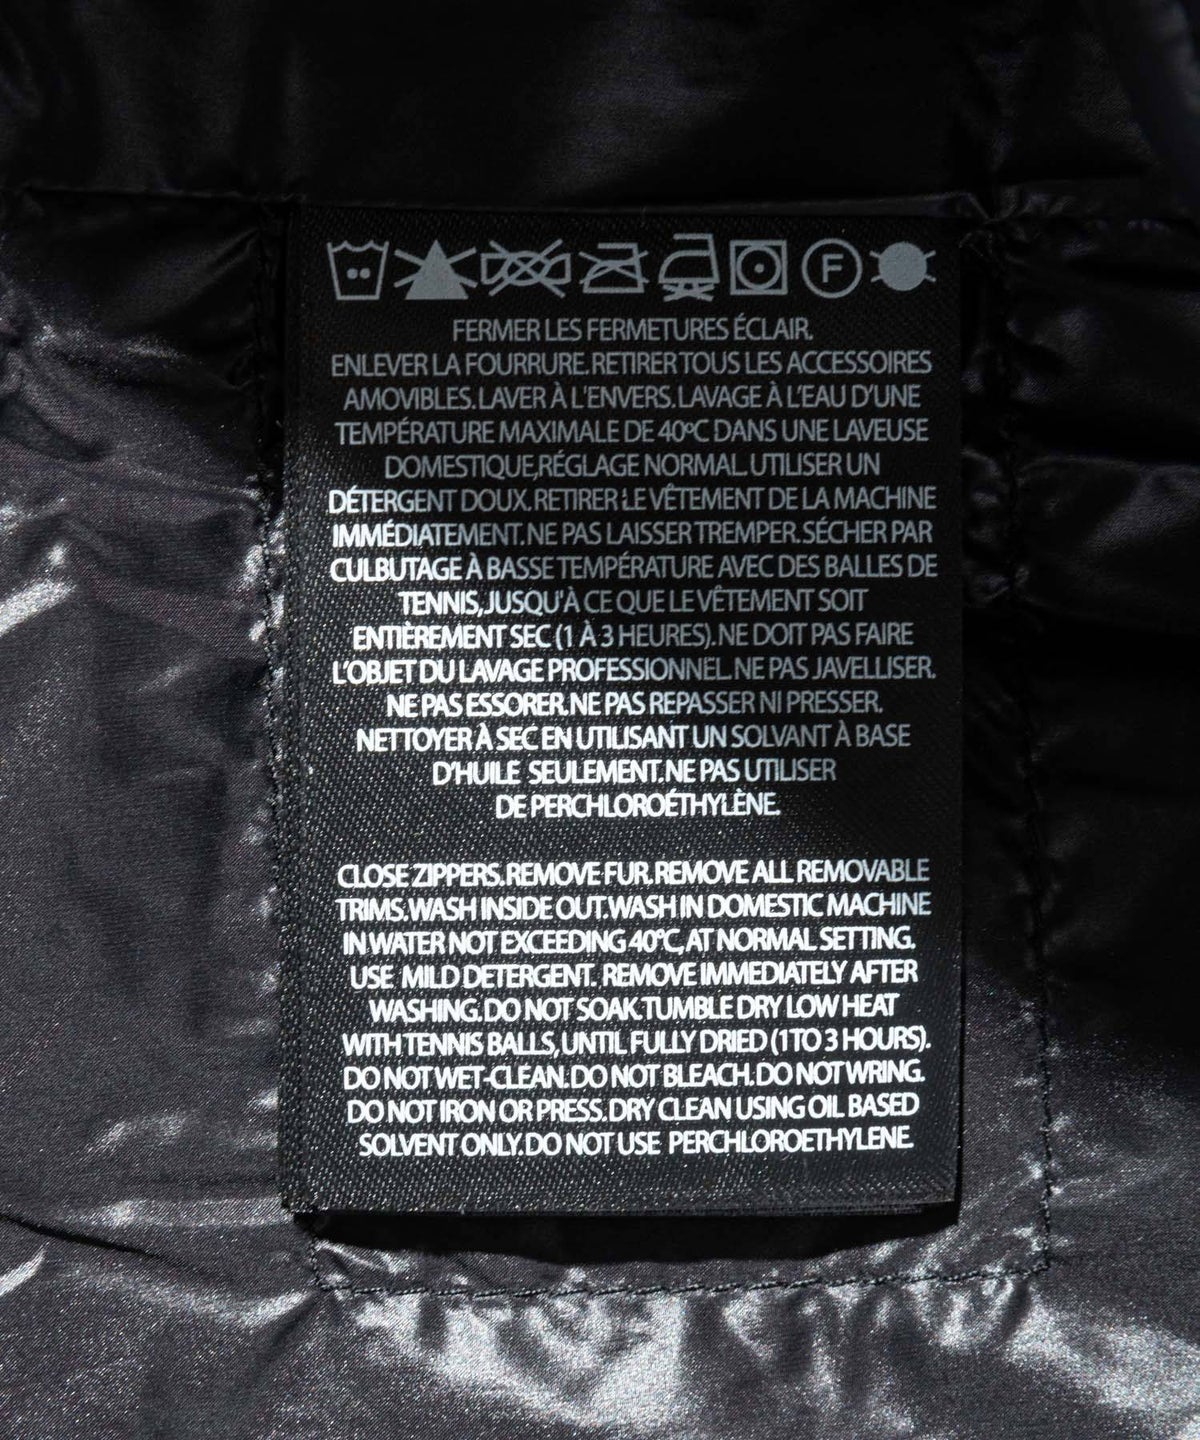 F
FERMER LES FERMETURES ÉCLAIR.
ENLEVER LA FOURRURE. RETIRER TOUS LES ACCESSOIRES
AMOVIBLES. LAVER À L'ENVERS. LAVAGE À L'EAU D'UNE
TEMPÉRATURE MAXIMALE DE 40ºC DANS UNE LAVEUSE
DOMESTIQUE, RÉGLAGE NORMAL. UTILISER UN
DÉTERGENT DOUX. RETIRER LE VÊTEMENT DE LA MACHINE
IMMÉDIATEMENT. NE PAS LAISSER TREMPER. SÉCHER PAR
CULBUTAGE À BASSE TEMPÉRATURE AVEC DES BALLES DE
TENNIS, JUSQU'À CE QUE LE VÊTEMENT SOIT
ENTIÈREMENT SEC (1 À 3 HEURES). NE DOIT PAS FAIRE
L'OBJET DU LAVAGE PROFESSIONNEL. NE PAS JAVELLISER.
NE PAS ESSORER. NE PAS REPASSER NI PRESSER.
NETTOYER À SEC EN UTILISANT UN SOLVANT À BASE
D'HUILE SEULEMENT. NE PAS UTILISER
DE PERCHLOROÉTHYLÈNE.
CLOSE ZIPPERS. REMOVE FUR. REMOVE ALL REMOVABLE
TRIMS. WASH INSIDE OUT. WASH IN DOMESTIC MACHINE
IN WATER NOT EXCEEDING 40°C, AT NORMAL SETTING.
USE MILD DETERGENT. REMOVE IMMEDIATELY AFTER
WASHING. DO NOT SOAK. TUMBLE DRY LOW HEAT
WITH TENNIS BALLS, UNTIL FULLY DRIED (1 TO 3 HOURS).
DO NOT WET-CLEAN. DO NOT BLEACH. DO NOT WRING.
DO NOT IRON OR PRESS. DRY CLEAN USING OIL BASED
SOLVENT ONLY. DO NOT USE PERCHLOROETHYLENE.